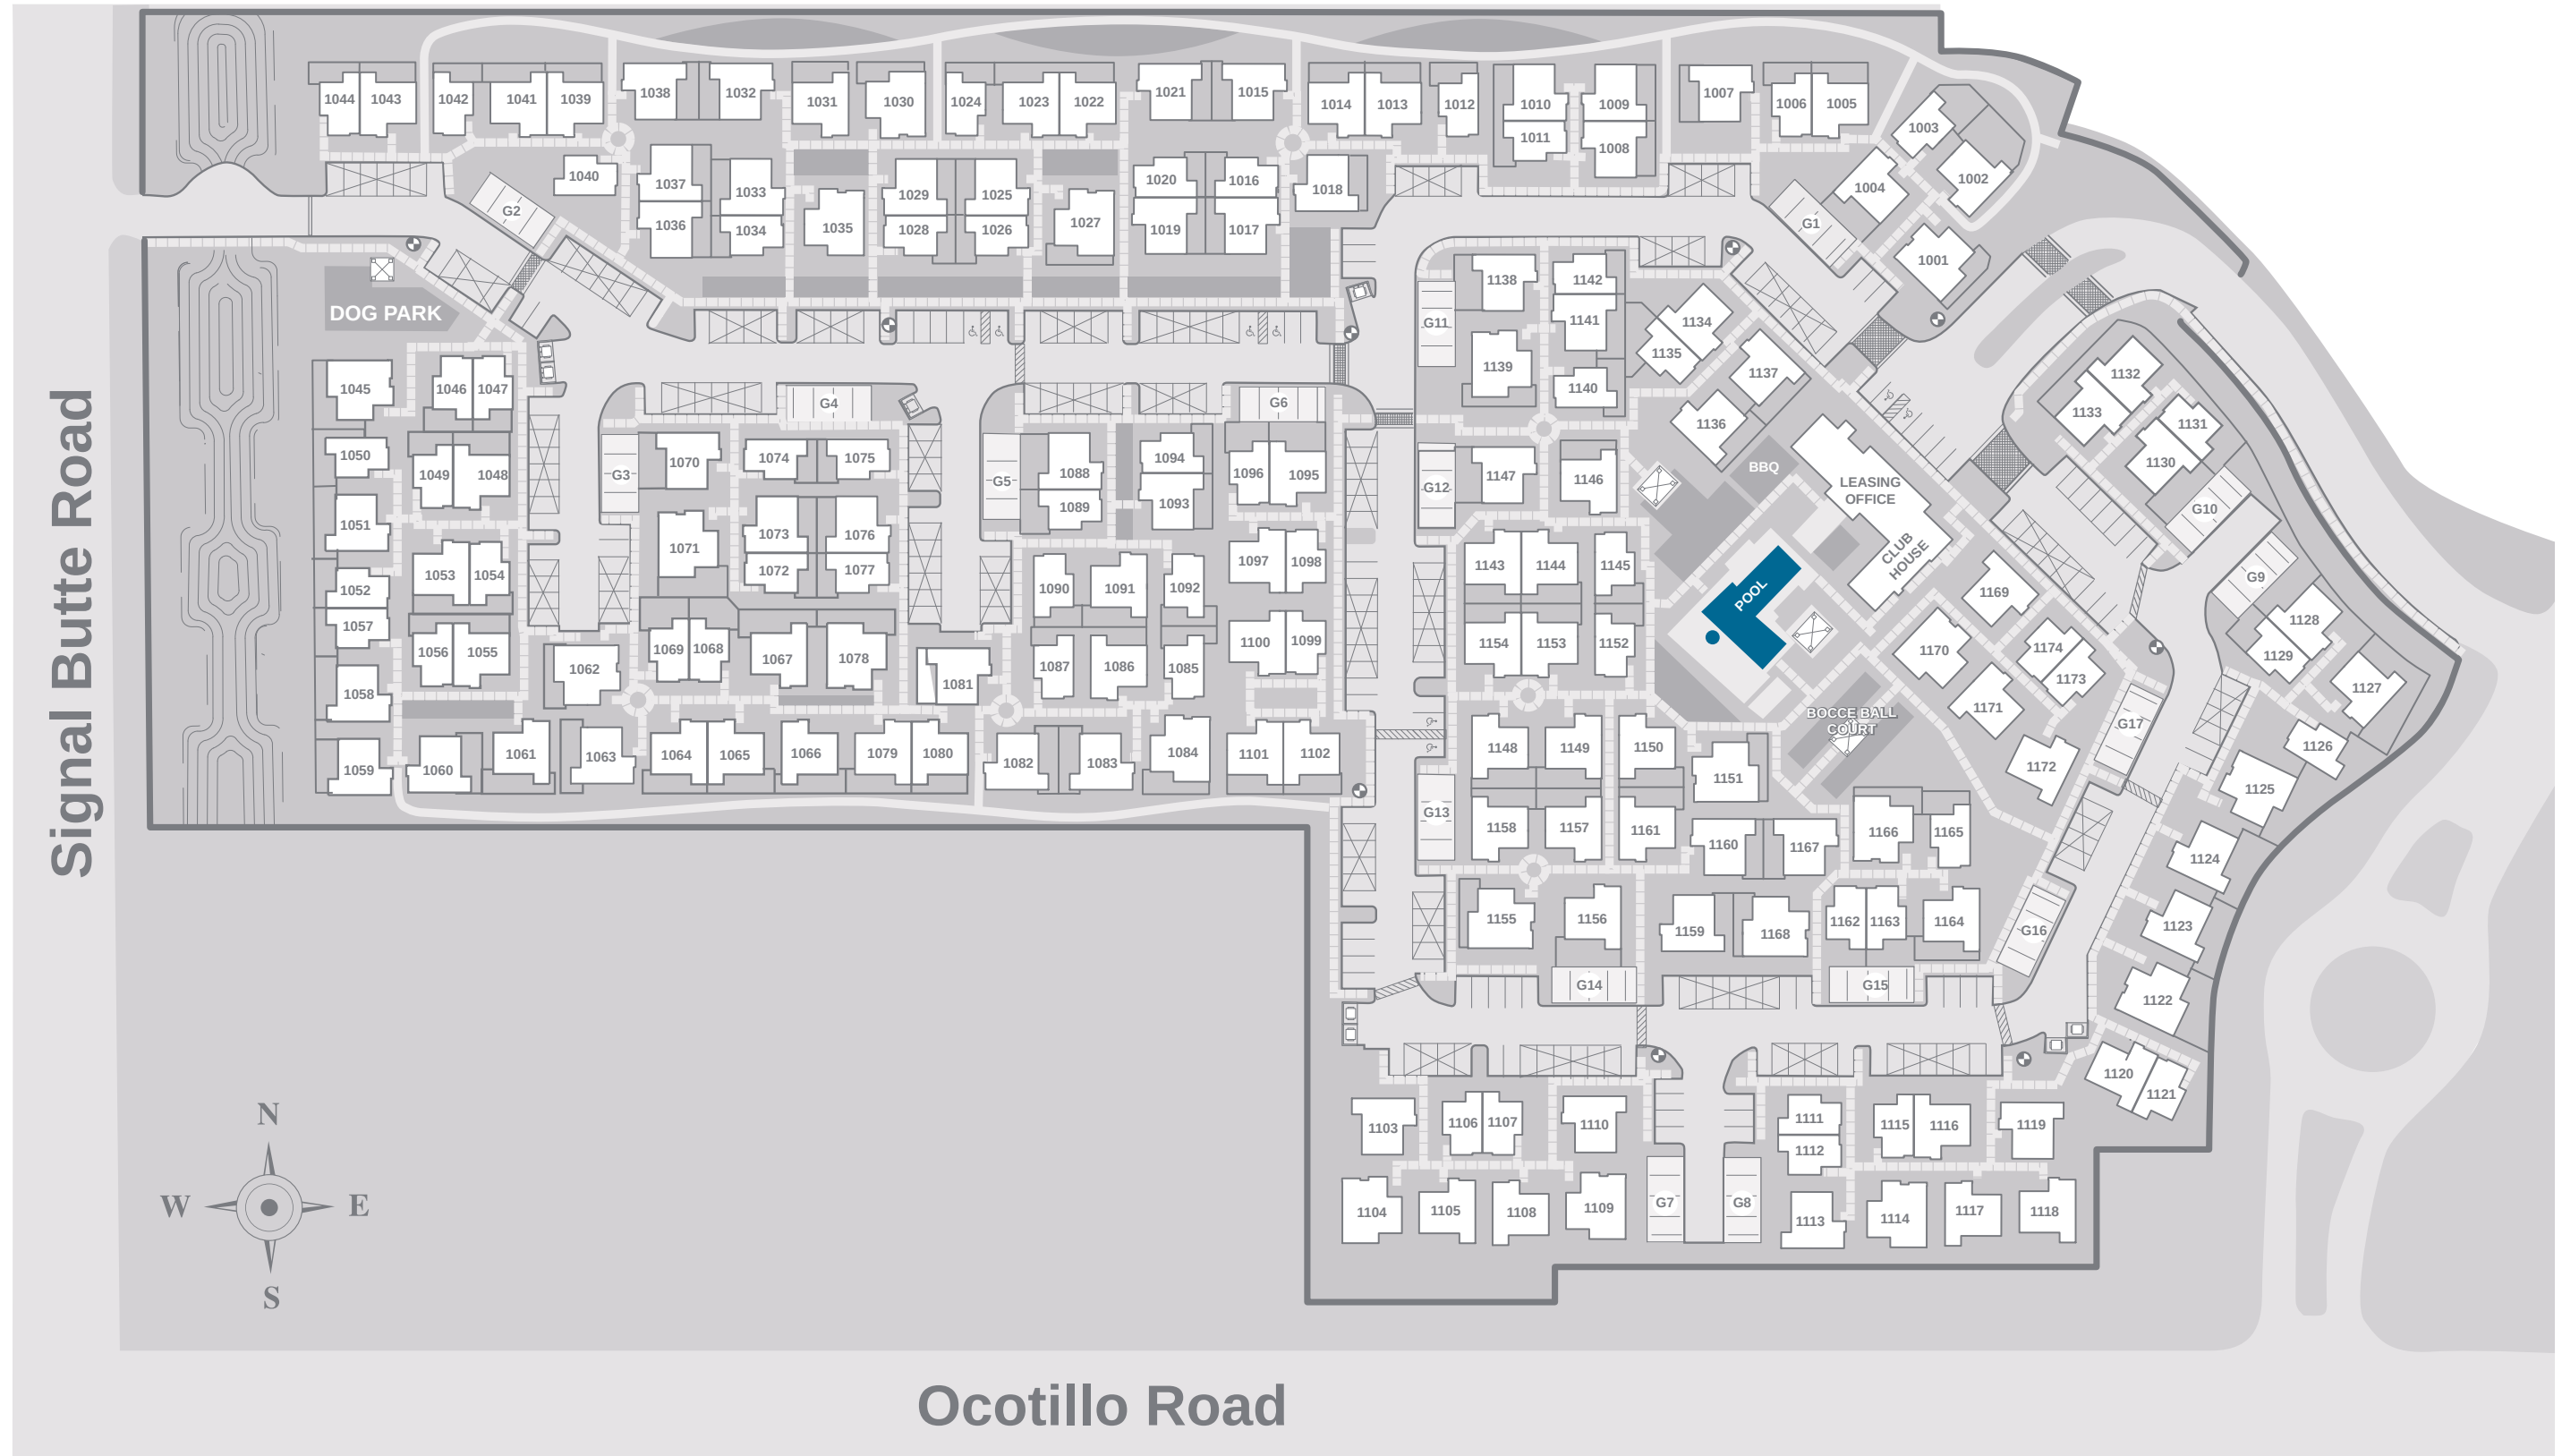 1044 1043 1042 1041 1039 1038 1032 1031 1030 1024 1023 1022 1021 1015 1014 1013 1012 1010 1009 1007 1006 1005
1011 1008 1003
1040 1037 1033 1029 1025 1020 1016 1018 1004 1002
G2 1036 1034 1035 1028 1026 1027 1019 1017 G1
1001
1138 1142
DOG PARK
G11 1141 1134
1135
1139 1140 1137 1132
1045 1046 1047 G4 G6 1133
1136 1131
1050 1049 1048 G3 1070 1074 1075 G5 1088 1094 1096 1095 G12 1147 1146 BBQ 1130
LEASING
OFFICE
1089 1093 G10
1051 1071 1073 1076
CLUB
HOUSE
1052 1053 1054 1072 1077 1090 1091 1092 1097 1098 1143 1144 1145 POOL 1169 G9
1057 1128
1056 1055 1069 1068 1067 1078 1087 1086 1085 1100 1099 1154 1153 1152 1170 1174 1129
1062 1081 1173
1058 1171 1127
BOCCE BALL
COURT
G17
1059 1060 1061 1063 1064 1065 1066 1079 1080 1082 1083 1084 1101 1102 1148 1149 1150 1151 1172 1126
1125
G13 1158 1157 1161 1160 1167 1166 1165 1124
1155 1156 1159 1168 1162 1163 1164 G16 1123
G14 G15 1122
1120
1121
1103 1106 1107 1110 1111 1115 1116 1119
1112
1104 1105 1108 1109 G7 G8 1113 1114 1117 1118
Signal Butte Road
N
W E
S
Ocotillo Road